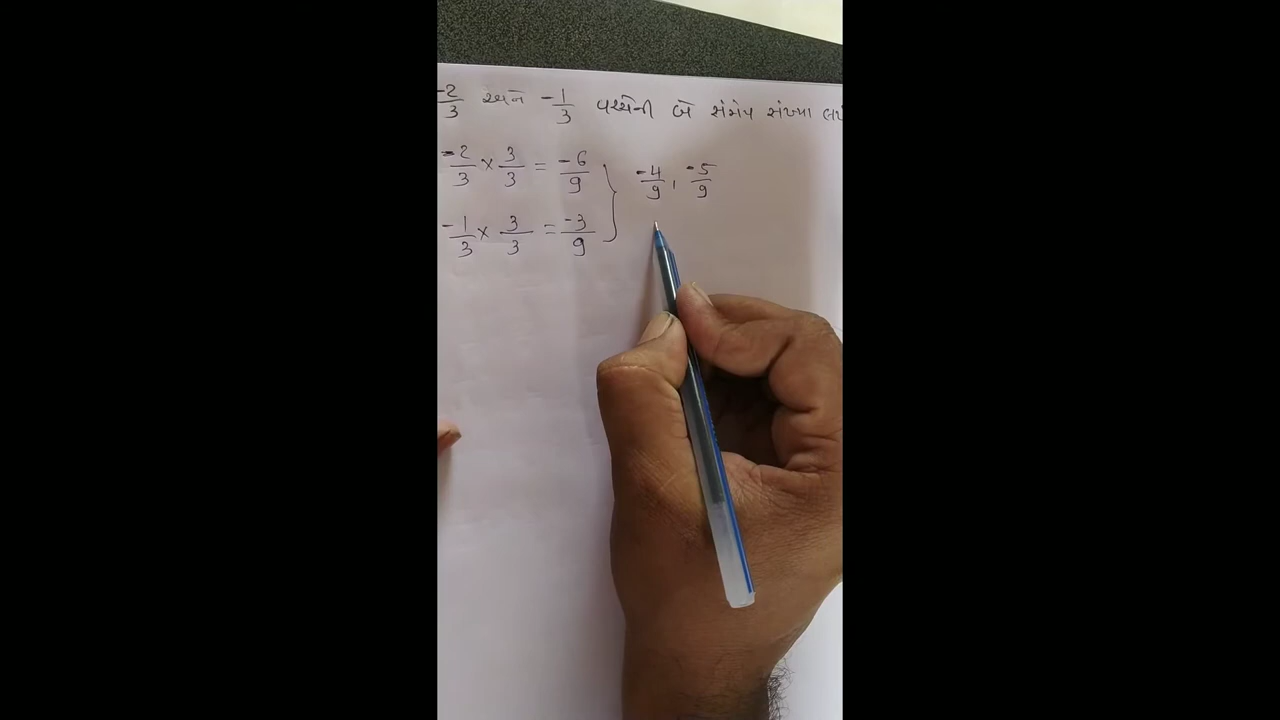 -2/3 અને -1/3 વચ્ચેની બે સંમેય સંખ્યા
-2/3 × 3/3 = -6/9 } -4/9, -5/9
-1/3 × 3/3 = -3/9